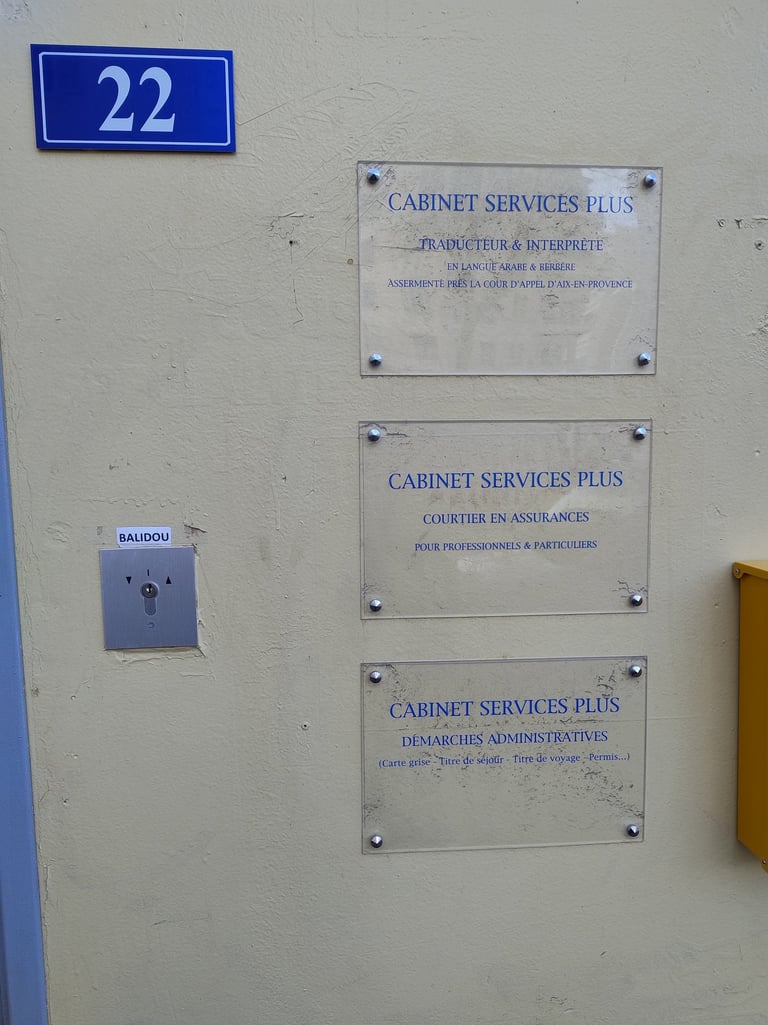 22
CABINET SERVICES PLUS
TRADUCTEUR & INTERPRÈTE
EN LANGUE ARABE & BERBÈRE
ASSERMENTÉ PRÈS LA COUR D'APPEL D'AIX-EN-PROVENCE
CABINET SERVICES PLUS
COURTIER EN ASSURANCES
POUR PROFESSIONNELS & PARTICULIERS
BALIDOU
CABINET SERVICES PLUS
DÉMARCHES ADMINISTRATIVES
(Carte grise - Titre de séjour - Titre de voyage - Permis...)